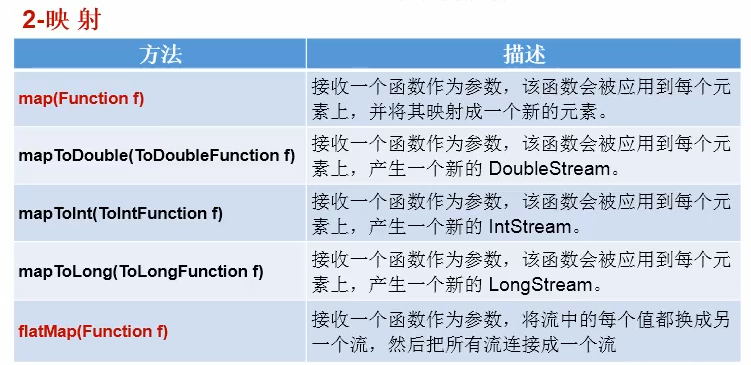 2-映 射
方法
描述
map(Function f)
接收一个函数作为参数，该函数会被应用到每个元
素上，并将其映射成一个新的元素。
mapToDouble(ToDoubleFunction f)
接收一个函数作为参数，该函数会被应用到每个元
素上，产生一个新的 DoubleStream。
mapToInt(ToIntFunction f)
接收一个函数作为参数，该函数会被应用到每个元
素上，产生一个新的 IntStream。
mapToLong(ToLongFunction f)
接收一个函数作为参数，该函数会被应用到每个元
素上，产生一个新的 LongStream。
flatMap(Function f)
接收一个函数作为参数，将流中的每个值都换成另
一个流，然后把所有流连接成一个流